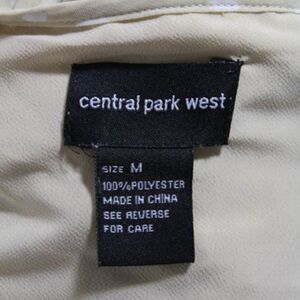 central park west
SIZE M
100%POLYESTER
MADE IN CHINA
SEE REVERSE
FOR CARE